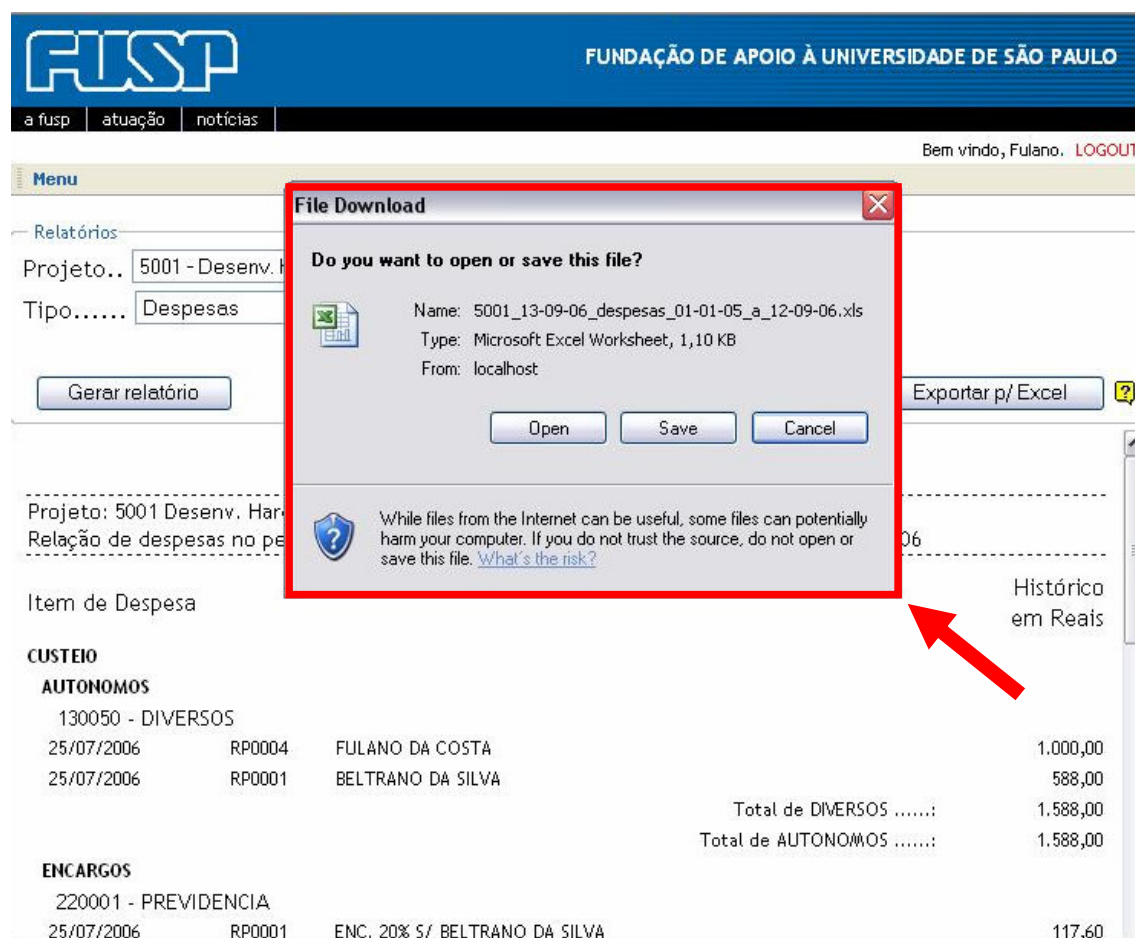 FUSP
FUNDAÇÃO DE APOIO À UNIVERSIDADE DE SÃO PAULO
a fusp | atuação | notícias |
Bem vindo, Fulano. LOGOUT
Menu
Relatórios
Projeto.. 5001 - Desenv.
Tipo...... Despesas
Gerar relatório
Exportar p/ Excel
?
File Download
Do you want to open or save this file?
Name: 5001_13-09-06_despesas_01-01-05_a_12-09-06.xls
Type: Microsoft Excel Worksheet, 1,10 KB
From: localhost
Open Save Cancel
While files from the Internet can be useful, some files can potentially
harm your computer. If you do not trust the source, do not open or
save this file. What's the risk?
Projeto: 5001 Desenv. Har
Relação de despesas no pe 06
Item de Despesa
Histórico
em Reais
CUSTEIO
AUTONOMOS
130050 - DIVERSOS
25/07/2006 RP0004 FULANO DA COSTA 1.000,00
25/07/2006 RP0001 BELTRANO DA SILVA 588,00
Total de DIVERSOS ......: 1.588,00
Total de AUTONOMOS ......: 1.588,00
ENCARGOS
220001 - PREVIDENCIA
25/07/2006 RP0001 ENC. 20% S/ BELTRANO DA SILVA 117,60